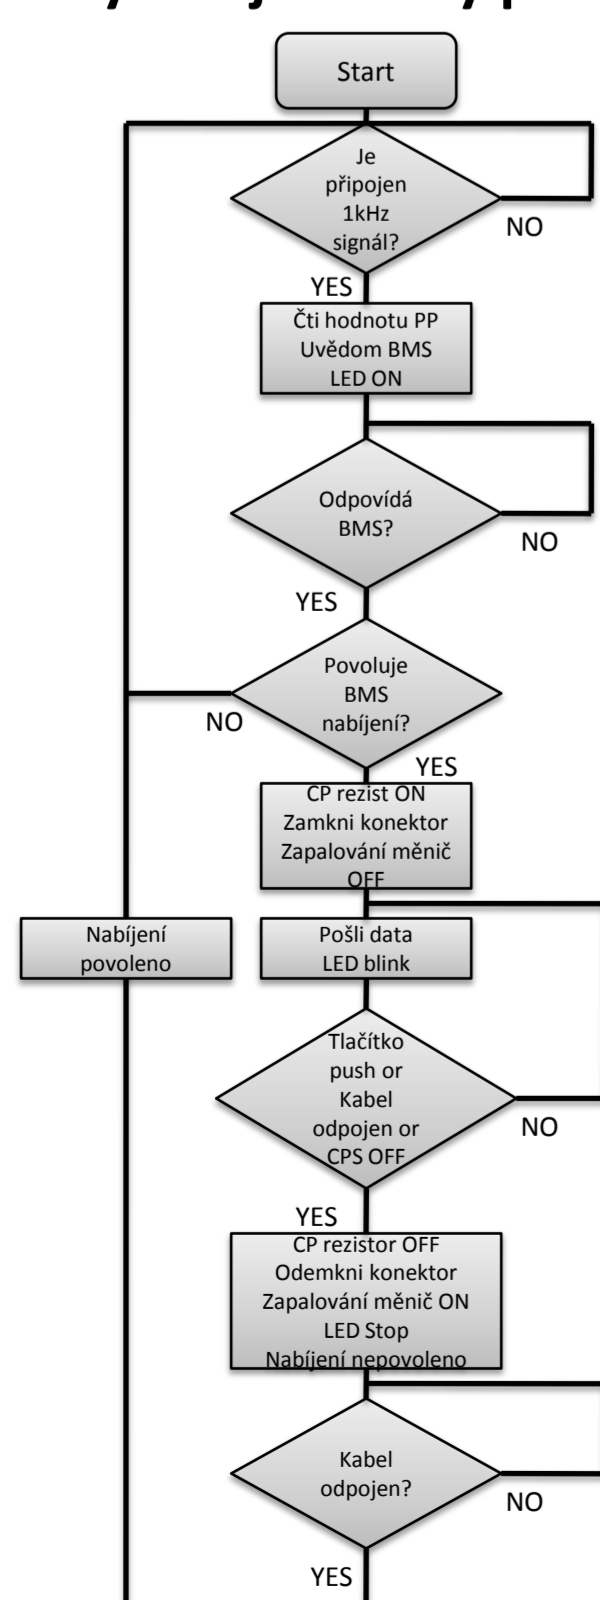 Start
Je
připojen
1kHz
signál?
NO
YES
Čti hodnotu PP
Uvědom BMS
LED ON
Odpovídá
BMS?
NO
YES
Povoluje
BMS
nabíjení?
NO
YES
CP rezist ON
Zamkni konektor
Zapalování měnič
OFF
Nabíjení
povoleno
Pošli data
LED blink
Tlačítko
push or
Kabel
odpojen or
CPS OFF
NO
YES
CP rezistor OFF
Odemkni konektor
Zapalování měnič ON
LED Stop
Nabíjení nepovoleno
Kabel
odpojen?
NO
YES